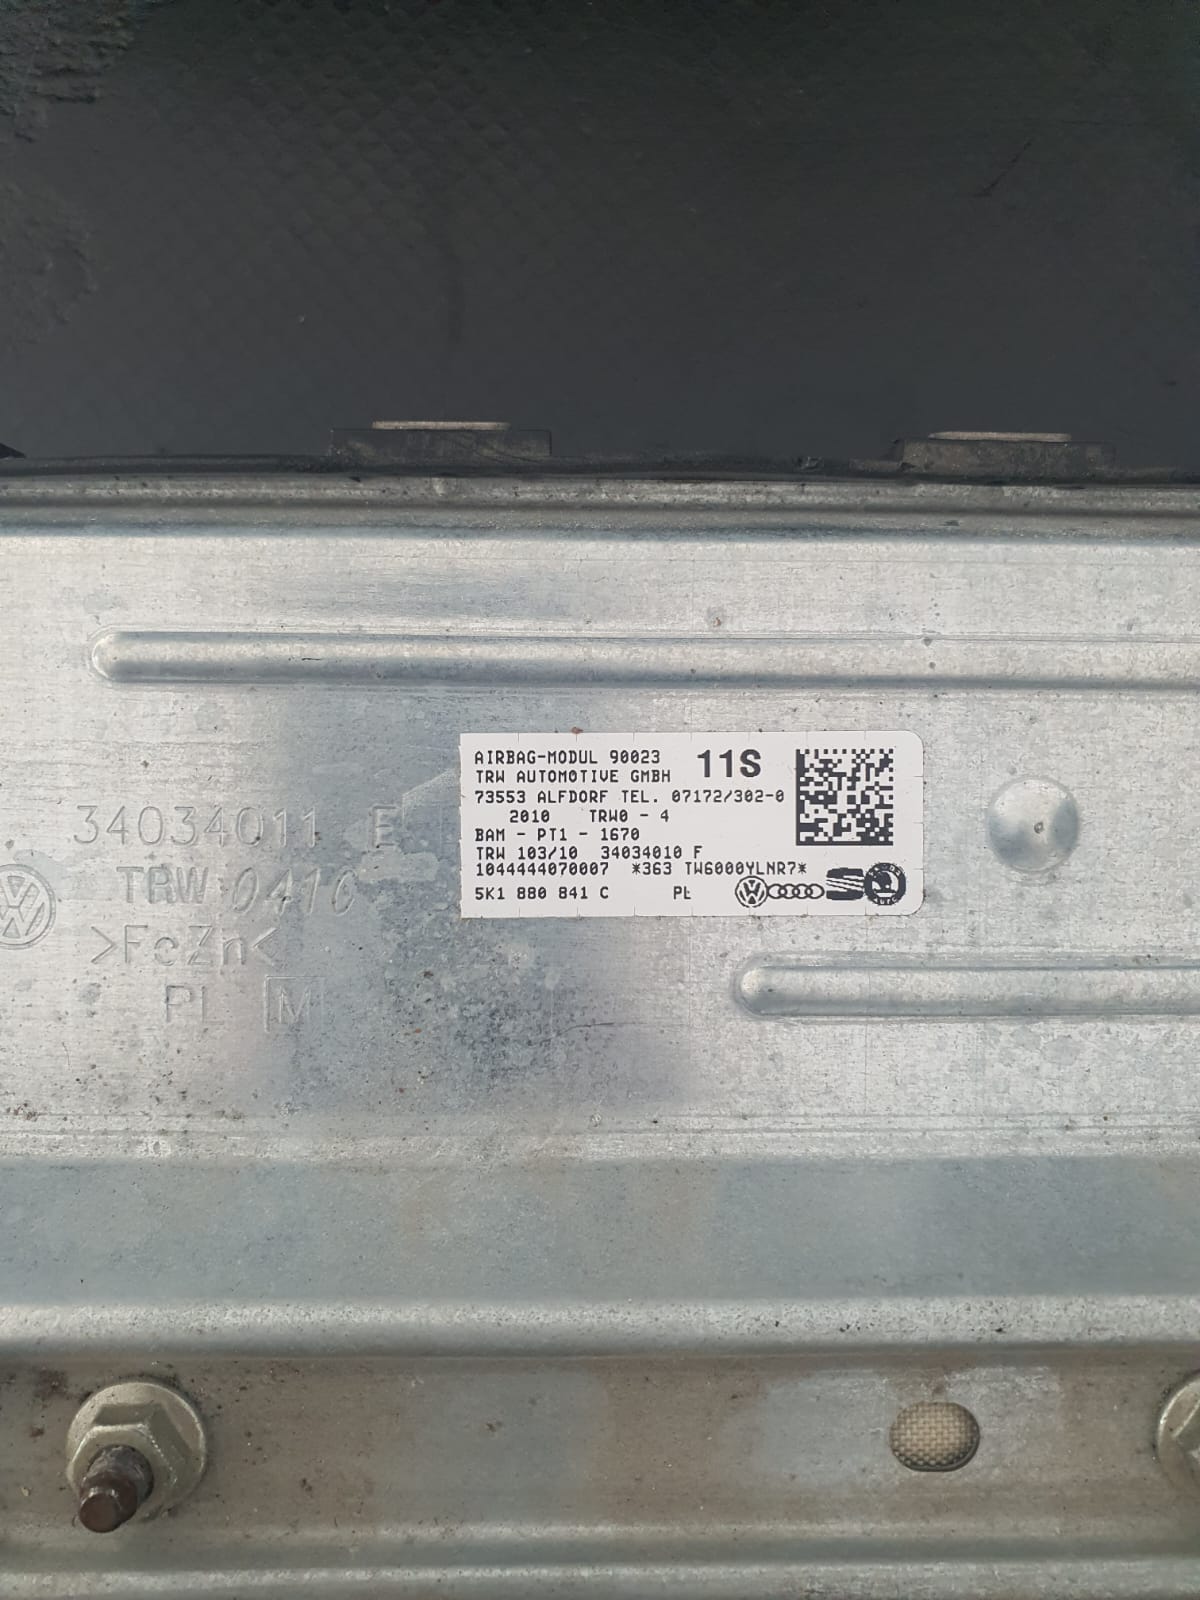 AIRBAG-MODUL 90023 11S
TRW AUTOMOTIVE GMBH
73553 ALFDORF TEL. 07172/302-0
2010 TRW0 - 4
BAM - PT1 - 1670
TRW 103/10 34034010 F
1044444070007 *363 TW6000YLNR7*
5K1 880 841 C PL
34034011 E
TRW 0410
>FeZn<
PL M